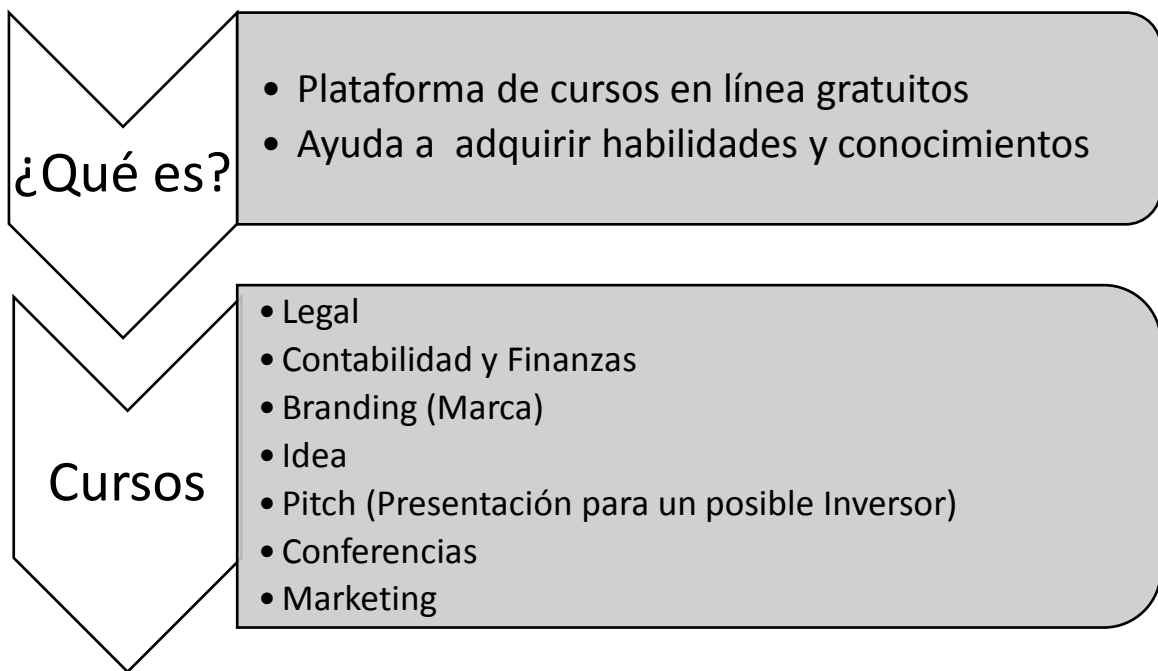 ¿Qué es?
• Plataforma de cursos en línea gratuitos
• Ayuda a  adquirir habilidades y conocimientos
Cursos
• Legal
• Contabilidad y Finanzas
• Branding (Marca)
• Idea
• Pitch (Presentación para un posible Inversor)
• Conferencias
• Marketing